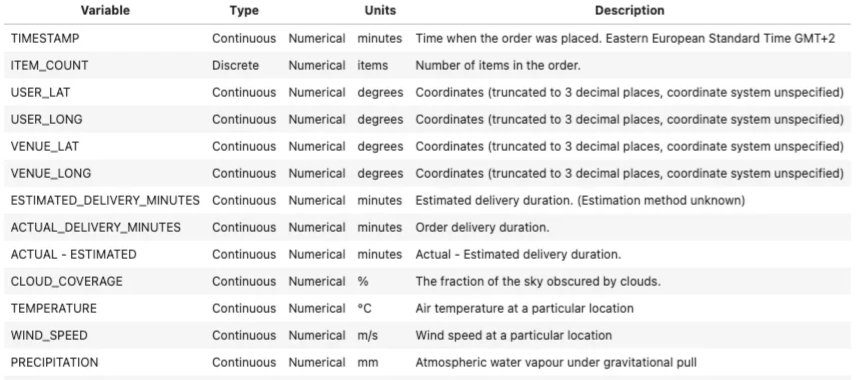 Variable Type Units Description
TIMESTAMP Continuous Numerical minutes Time when the order was placed. Eastern European Standard Time GMT+2
ITEM_COUNT Discrete Numerical items Number of items in the order.
USER_LAT Continuous Numerical degrees Coordinates (truncated to 3 decimal places, coordinate system unspecified)
USER_LONG Continuous Numerical degrees Coordinates (truncated to 3 decimal places, coordinate system unspecified)
VENUE_LAT Continuous Numerical degrees Coordinates (truncated to 3 decimal places, coordinate system unspecified)
VENUE_LONG Continuous Numerical degrees Coordinates (truncated to 3 decimal places, coordinate system unspecified)
ESTIMATED_DELIVERY_MINUTES Continuous Numerical minutes Estimated delivery duration. (Estimation method unknown)
ACTUAL_DELIVERY_MINUTES Continuous Numerical minutes Order delivery duration.
ACTUAL - ESTIMATED Continuous Numerical minutes Actual - Estimated delivery duration.
CLOUD_COVERAGE Continuous Numerical % The fraction of the sky obscured by clouds.
TEMPERATURE Continuous Numerical °C Air temperature at a particular location
WIND_SPEED Continuous Numerical m/s Wind speed at a particular location
PRECIPITATION Continuous Numerical mm Atmospheric water vapour under gravitational pull